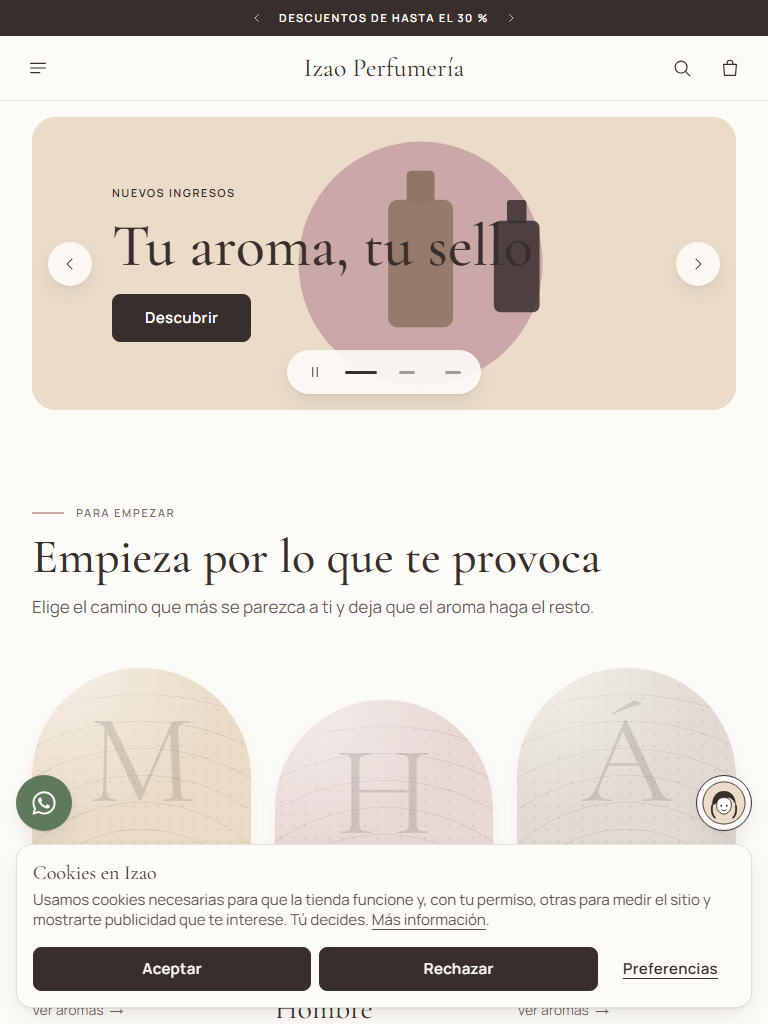 DESCUENTOS DE HASTA EL 30 %
Izao Perfumería
NUEVOS INGRESOS
Tu aroma, tu sello
Descubrir
PARA EMPEZAR
Empieza por lo que te provoca
Elige el camino que más se parezca a ti y deja que el aroma haga el resto.
M
H
Á
Cookies en Izao
Usamos cookies necesarias para que la tienda funcione y, con tu permiso, otras para medir el sitio y
mostrarte publicidad que te interese. Tú decides. Más información.
Aceptar
Rechazar
Preferencias
Ver aromas →
Hombre
Ver aromas →